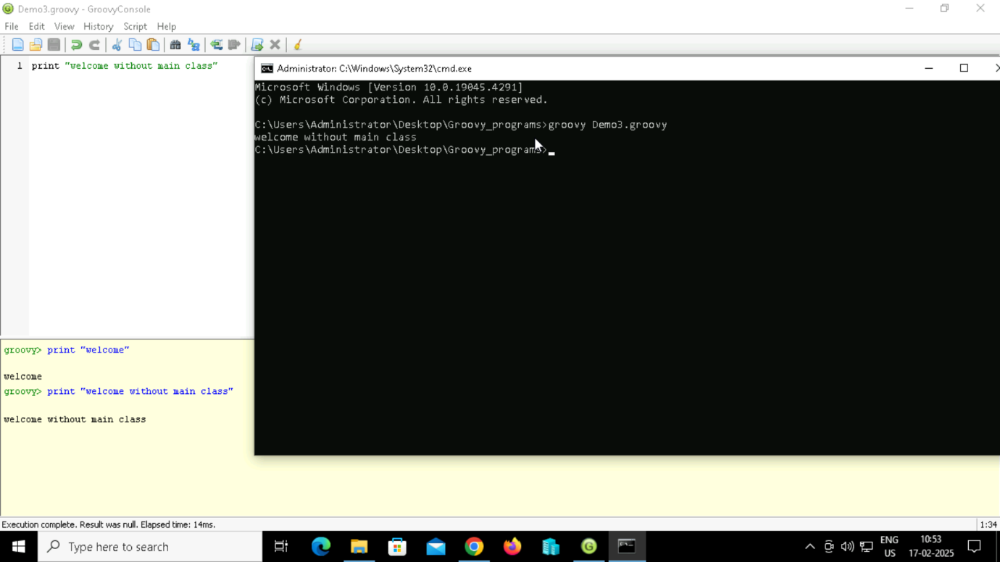 Demo3.groovy - GroovyConsole
File Edit View History Script Help
1 print "welcome without main class"
Administrator: C:\Windows\System32\cmd.exe
Microsoft Windows [Version 10.0.19045.4291]
(c) Microsoft Corporation. All rights reserved.
C:\Users\Administrator\Desktop\Groovy_programs>groovy Demo3.groovy
welcome without main class
C:\Users\Administrator\Desktop\Groovy_programs>
groovy> print "welcome"
welcome
groovy> print "welcome without main class"
welcome without main class
Execution complete. Result was null. Elapsed time: 14ms.
1:34
Type here to search
ENG
US
10:53
17-02-2025